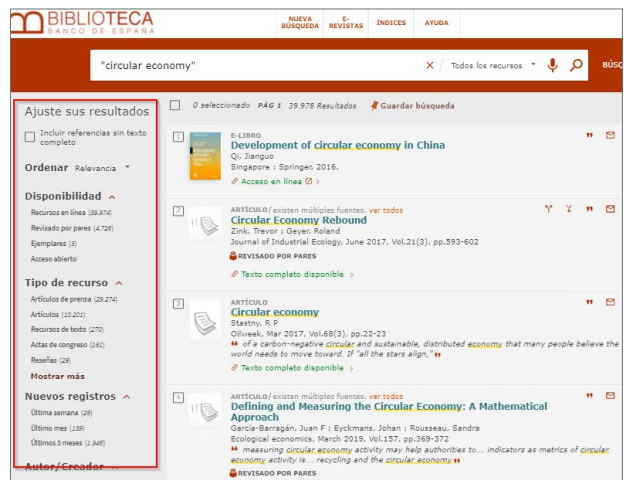 BIBLIOTECA
BANCO DE ESPAÑA
NUEVA BÚSQUEDA
E-REVISTAS
ÍNDICES
AYUDA
"circular economy"
Todos los recursos
BÚSQ
Ajuste sus resultados
Incluir referencias sin texto completo
Ordenar Relevancia
Disponibilidad
Recursos en línea (39.974)
Revisado por pares (4.726)
Ejemplares (3)
Acceso abierto
Tipo de recurso
Artículos de prensa (29.274)
Artículos (10.201)
Recursos de texto (270)
Actas de congreso (161)
Reseñas (29)
Mostrar más
Nuevos registros
Última semana (26)
Último mes (139)
Últimos 3 meses (1.946)
Autor/Creador
0 seleccionado PÁG 1 39.978 Resultados Guardar búsqueda
1
E-LIBRO
Development of circular economy in China
Qi, Jianguo
Singapore : Springer, 2016.
Acceso en línea
2
ARTÍCULO/existen múltiples fuentes. ver todos
Circular Economy Rebound
Zink, Trevor ; Geyer, Roland
Journal of Industrial Ecology, June 2017, Vol.21(3), pp.593-602
REVISADO POR PARES
Texto completo disponible
3
ARTÍCULO
Circular economy
Stastny, R P
Oilweek, Mar 2017, Vol.68(3), pp.22-23
of a carbon-negative circular and sustainable, distributed economy that many people believe the
world needs to move toward. If "all the stars align,"
Texto completo disponible
4
ARTÍCULO/existen múltiples fuentes. ver todos
Defining and Measuring the Circular Economy: A Mathematical
Approach
García-Barragán, Juan F ; Eyckmans, Johan ; Rousseau, Sandra
Ecological economics, March 2019, Vol.157, pp.369-372
measuring circular economy activity may help authorities to... indicators as metrics of circular
economy activity is... recycling and the circular economy
REVISADO POR PARES